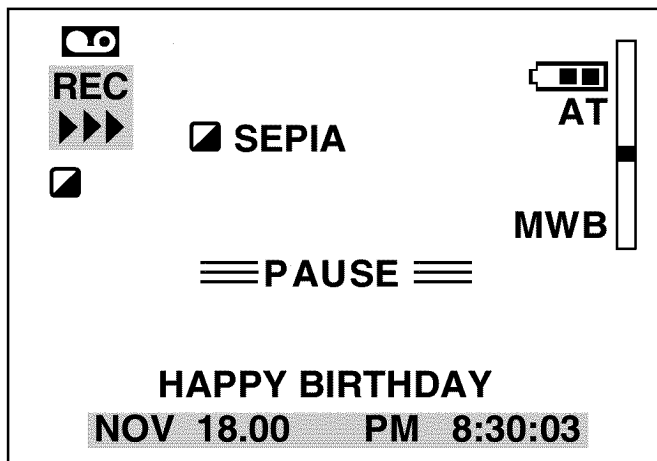 REC
AT
SEPIA
MWB
PAUSE
HAPPY BIRTHDAY
NOV 18.00 PM 8:30:03